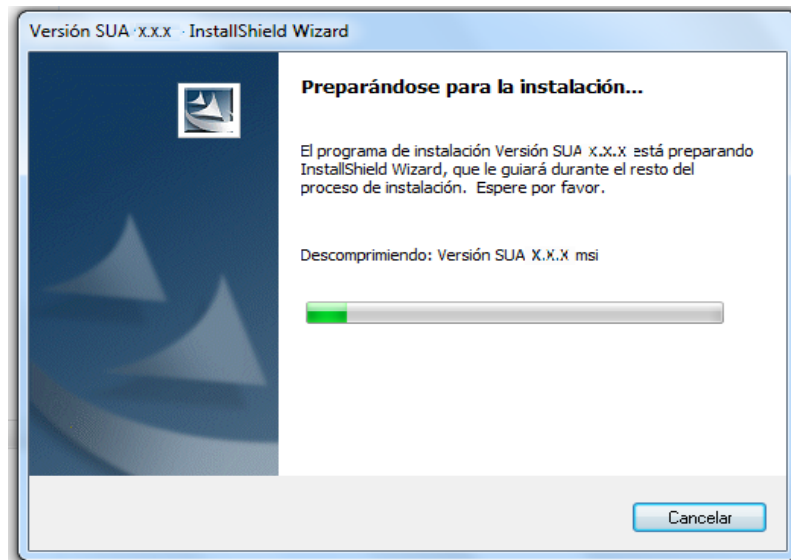 Versión SUA x.x.x - InstallShield Wizard
Preparándose para la instalación...
El programa de instalación Versión SUA x.x.x está preparando
InstallShield Wizard, que le guiará durante el resto del
proceso de instalación. Espere por favor.
Descomprimiendo: Versión SUA X.X.X msi
Cancelar